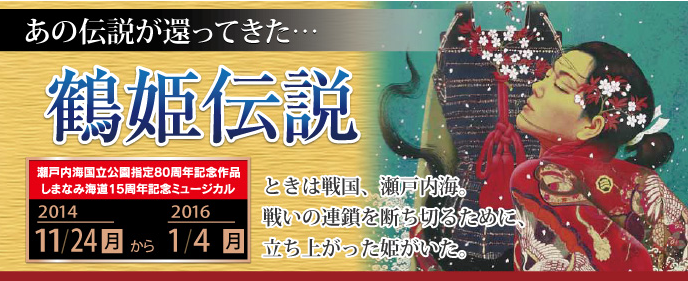 あの伝説が還ってきた…
鶴姫伝説
瀬戸内海国立公園指定80周年記念作品
しまなみ海道15周年記念ミュージカル
2014 2016
11/24月から 1/4月
ときは戦国、瀬戸内海。
戦いの連鎖を断ち切るために、
立ち上がった姫がいた。